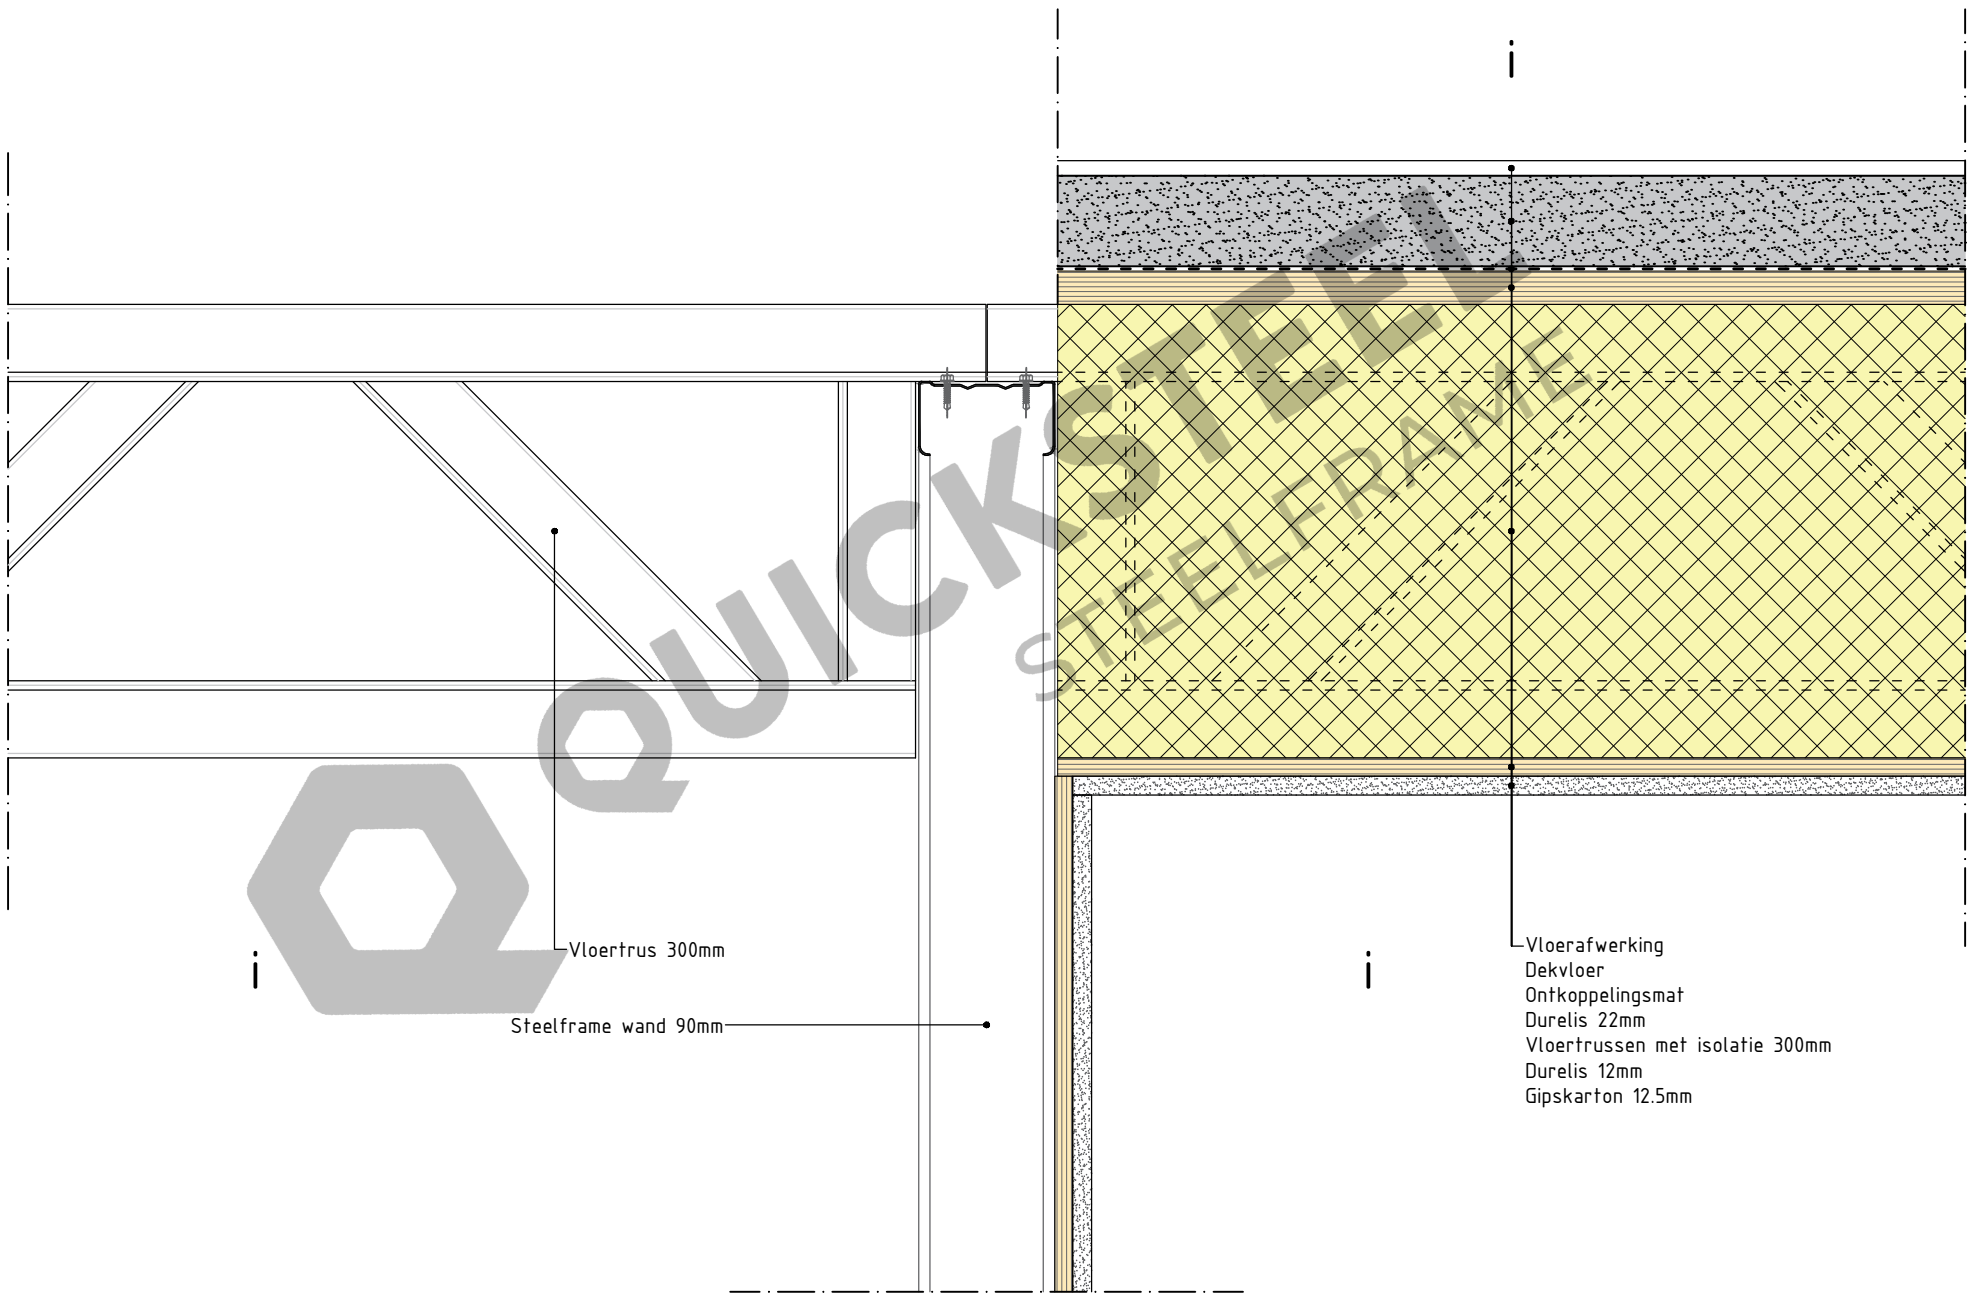 i
QUICKSTEEL
STEELFRAME
Vloertrus 300mm
i
Steelframe wand 90mm
i
Vloerafwerking
Dekvloer
Ontkoppelingsmat
Durelis 22mm
Vloertrussen met isolatie 300mm
Durelis 12mm
Gipskarton 12.5mm